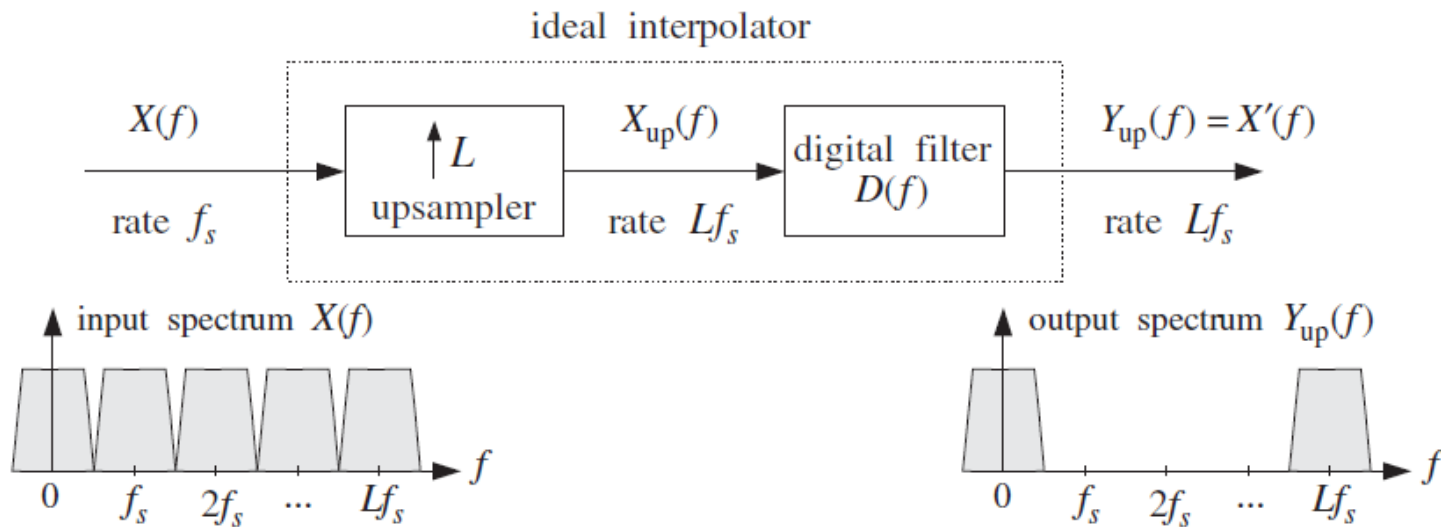 ideal interpolator
X(f)
rate f_s
↑ L
upsampler
X_up(f)
rate Lf_s
digital filter
D(f)
Y_up(f) = X′(f)
rate Lf_s
input spectrum X(f)
0 f_s 2f_s ... Lf_s f
output spectrum Y_up(f)
0 f_s 2f_s ... Lf_s f